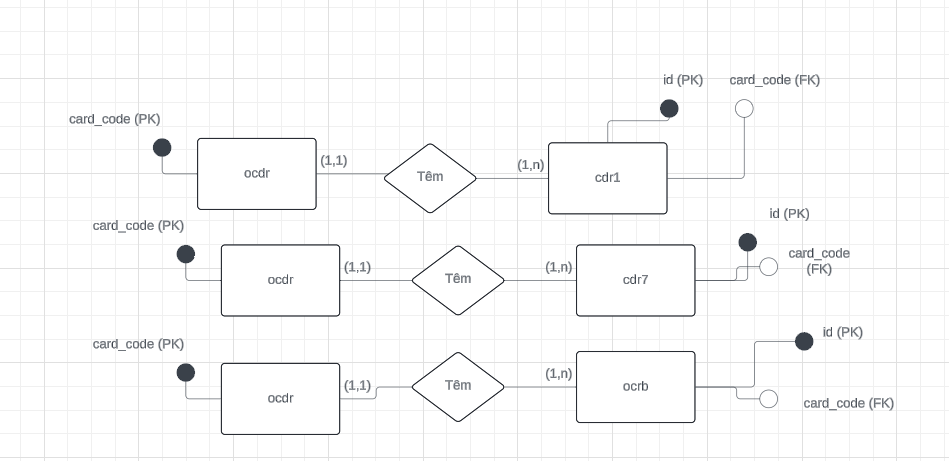 id (PK)
card_code (FK)
card_code (PK)
ocdr
(1,1)
Têm
(1,n)
cdr1
id (PK)
card_code (PK)
card_code
(FK)
ocdr
(1,1)
Têm
(1,n)
cdr7
id (PK)
card_code (PK)
ocdr
(1,1)
Têm
(1,n)
ocrb
card_code (FK)